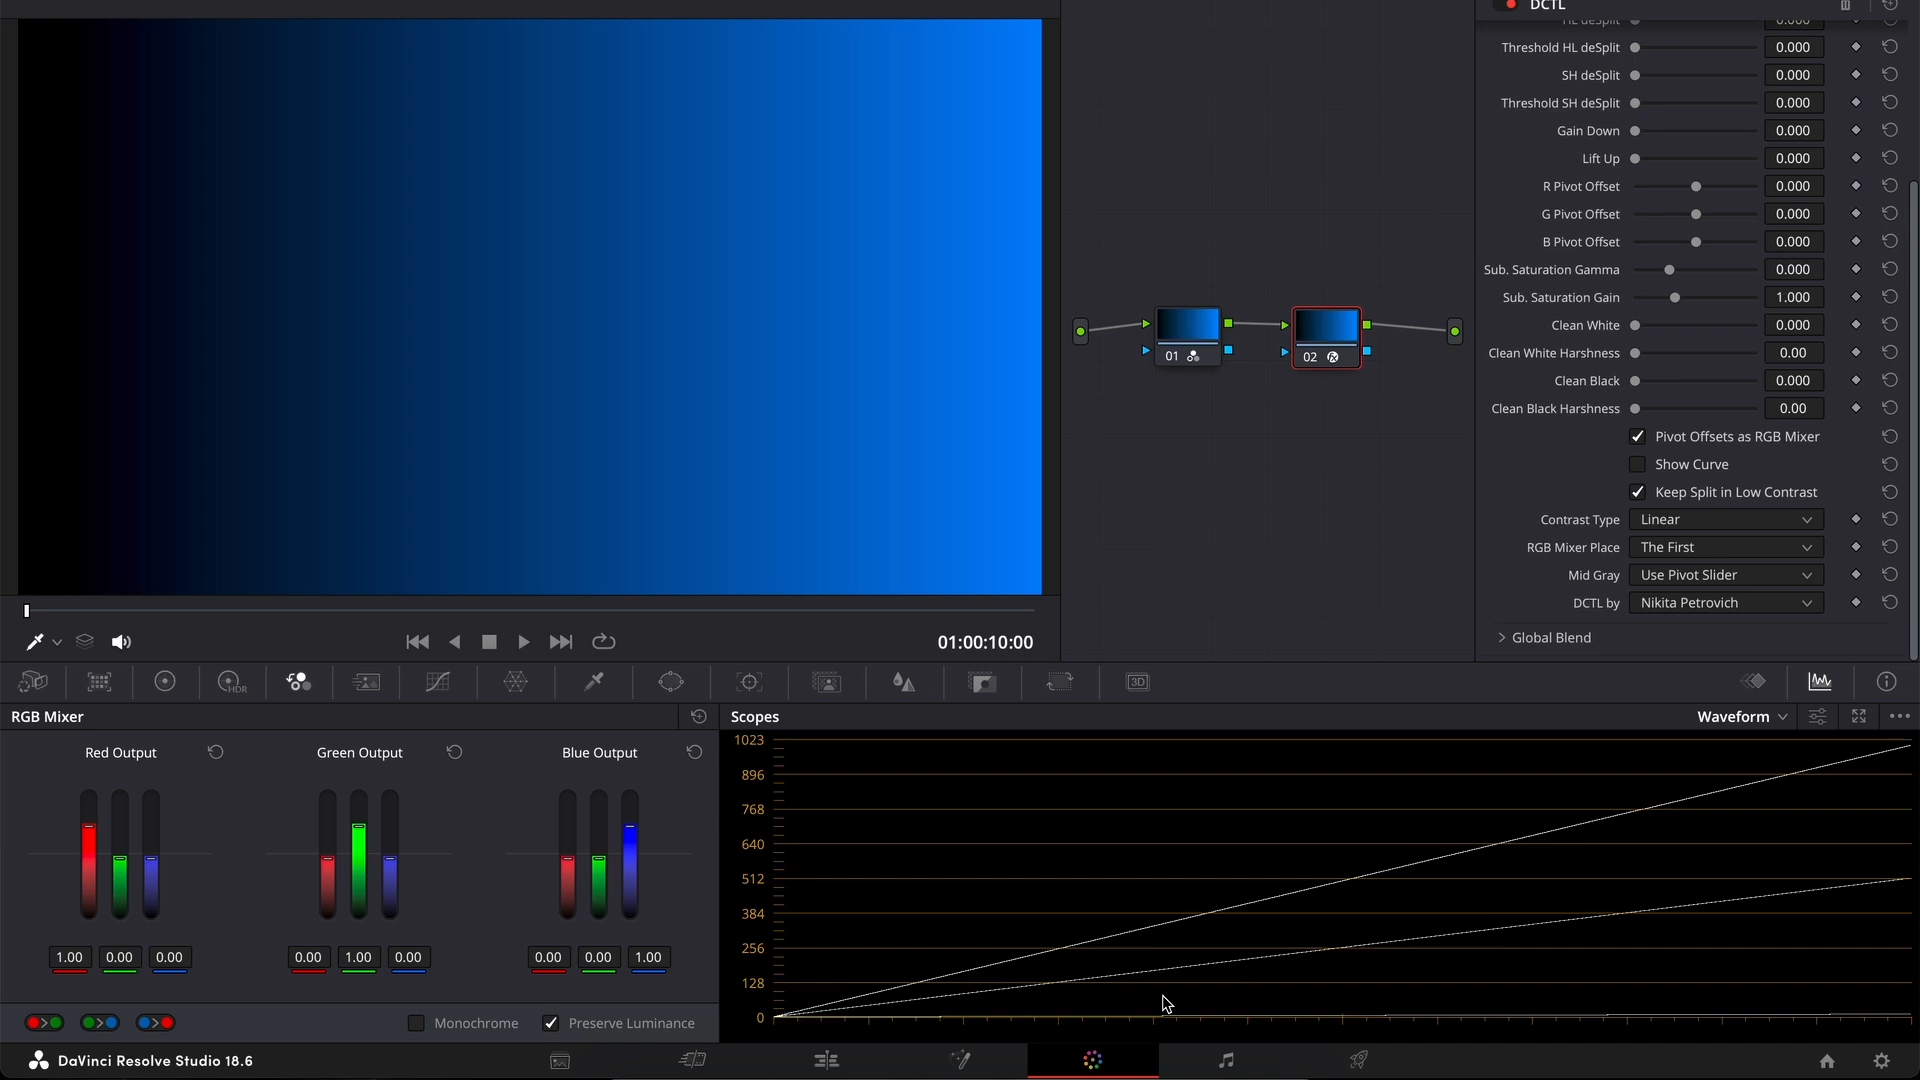 DCTL
HL deSplit 0.000
Threshold HL deSplit 0.000
SH deSplit 0.000
Threshold SH deSplit 0.000
Gain Down 0.000
Lift Up 0.000
R Pivot Offset 0.000
G Pivot Offset 0.000
B Pivot Offset 0.000
Sub. Saturation Gamma 0.000
Sub. Saturation Gain 1.000
Clean White 0.000
Clean White Harshness 0.00
Clean Black 0.000
Clean Black Harshness 0.00
Pivot Offsets as RGB Mixer
Show Curve
Keep Split in Low Contrast
Contrast Type Linear
RGB Mixer Place The First
Mid Gray Use Pivot Slider
DCTL by Nikita Petrovich
Global Blend
01
02
01:00:10:00
HDR
3D
RGB Mixer
Red Output Green Output Blue Output
1.00 0.00 0.00 0.00 1.00 0.00 0.00 0.00 1.00
Monochrome Preserve Luminance
Scopes Waveform
1023
896
768
640
512
384
256
128
0
DaVinci Resolve Studio 18.6